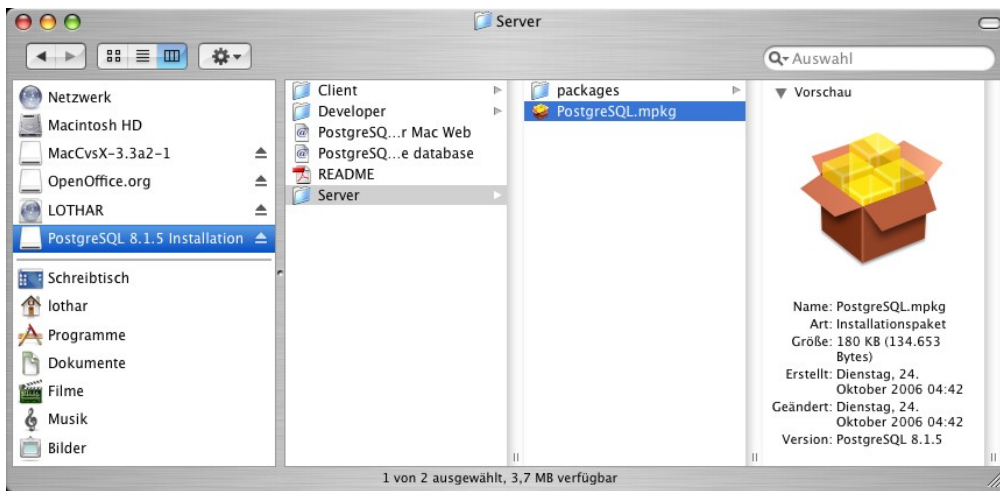 Server
Auswahl
Netzwerk
Macintosh HD
MacCvsX-3.3a2-1
OpenOffice.org
LOTHAR
PostgreSQL 8.1.5 Installation
Schreibtisch
lothar
Programme
Dokumente
Filme
Musik
Bilder
Client
Developer
PostgreSQ...r Mac Web
PostgreSQ...e database
README
Server
packages
PostgreSQL.mpkg
Vorschau
Name: PostgreSQL.mpkg
Art: Installationspaket
Größe: 180 KB (134.653
Bytes)
Erstellt: Dienstag, 24.
Oktober 2006 04:42
Geändert: Dienstag, 24.
Oktober 2006 04:42
Version: PostgreSQL 8.1.5
1 von 2 ausgewählt, 3,7 MB verfügbar